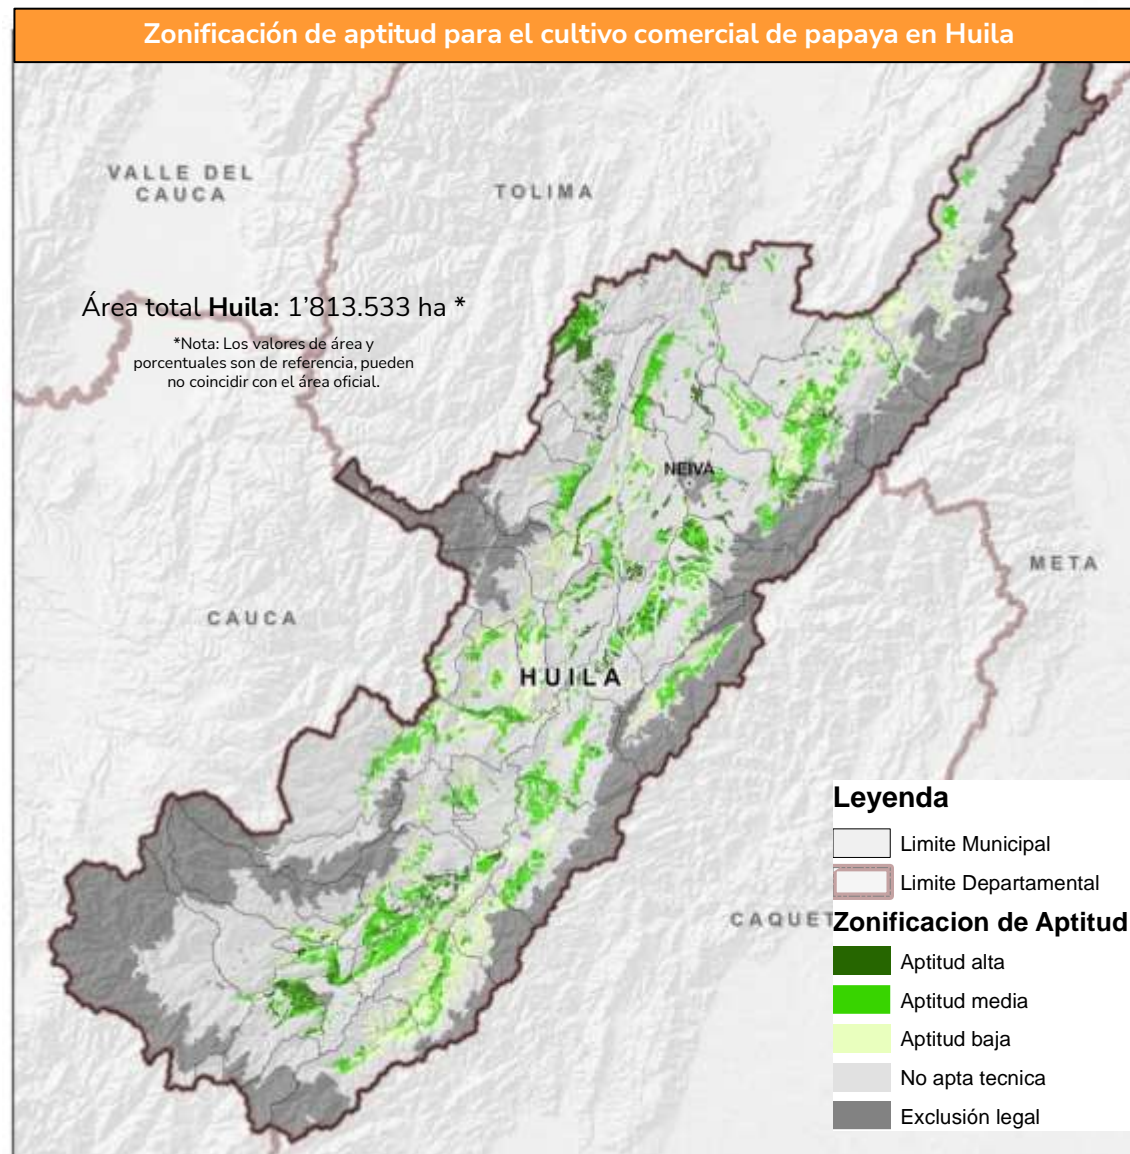 Zonificación de aptitud para el cultivo comercial de papaya en Huila
VALLE DEL
CAUCA
TOLIMA
Área total Huila: 1’813.533 ha *
*Nota: Los valores de área y
porcentuales son de referencia, pueden
no coincidir con el área oficial.
NEIVA
META
CAUCA
HUILA
CAQUET
Leyenda
Limite Municipal
Limite Departamental
Zonificacion de Aptitud
Aptitud alta
Aptitud media
Aptitud baja
No apta tecnica
Exclusión legal